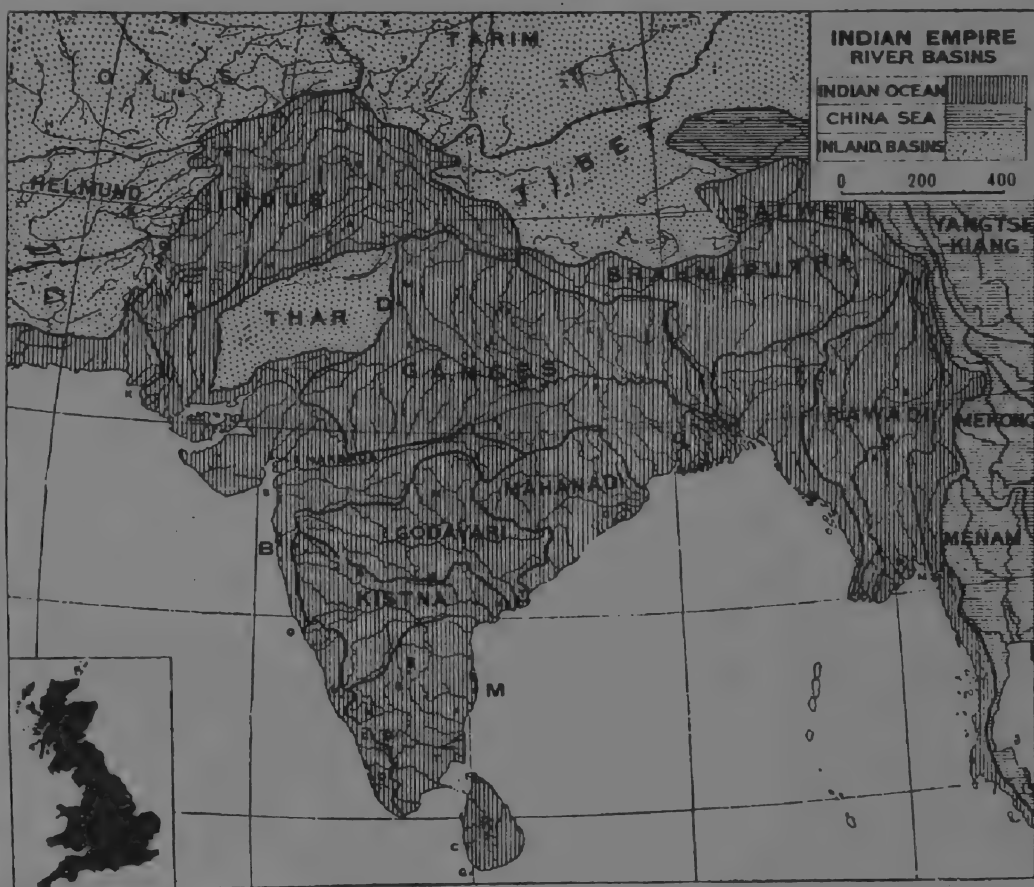 INDIAN EMPIRE
RIVER BASINS
INDIAN OCEAN
CHINA SEA
INLAND BASINS
0 200 400
OXUS
TARIM
TIBET
HELMUND
INDUS
SALWEEN
YANGTSE
KIANG
BRAHMAPUTRA
THAR
D
GANGES
IRAWADI
MEKONG
MAHANADI
GODAVARI
B
MENAM
KISTNA
M
C